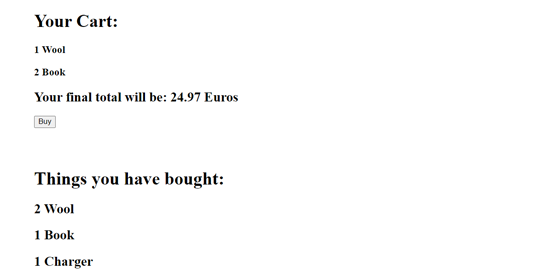 Your Cart:
1 Wool
2 Book
Your final total will be: 24.97 Euros
Buy
Things you have bought:
2 Wool
1 Book
1 Charger